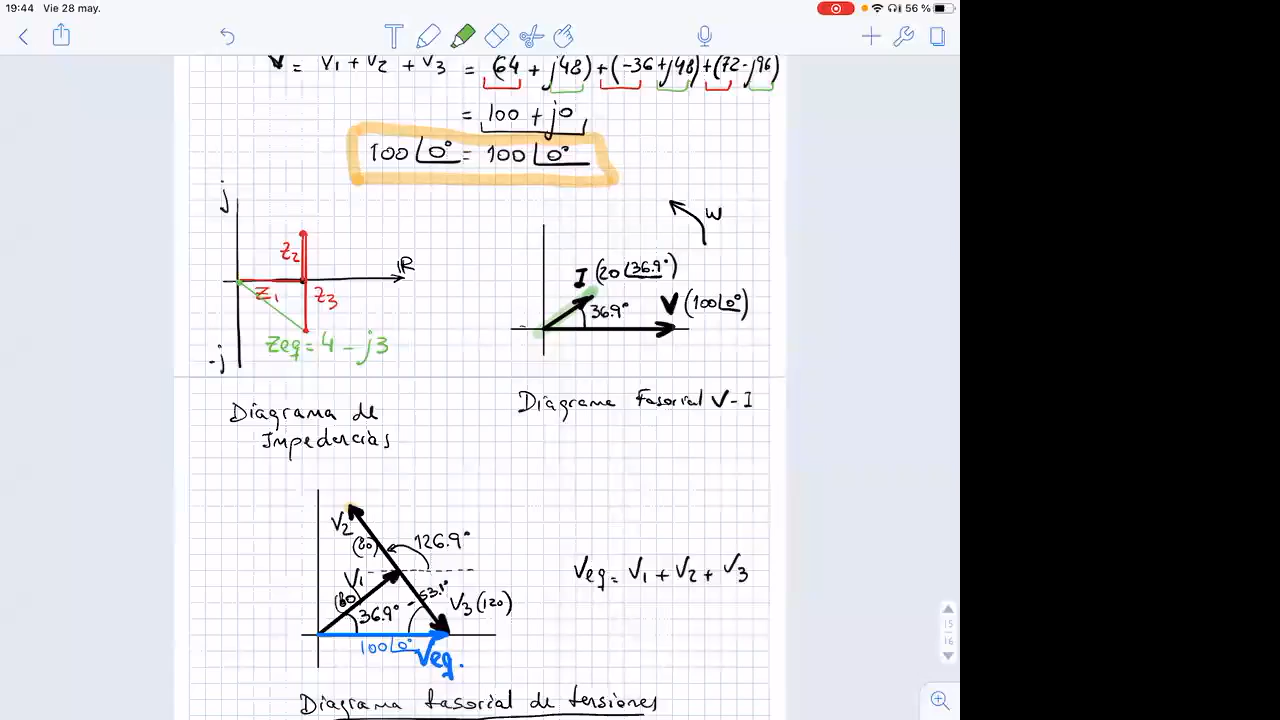 19:44 Vie 28 may.
56 %
T
V = V1 + V2 + V3 = (64 + j48) + (-36 + j48) + (72 - j96)
= 100 + j0
100 ∠0° = 100 ∠0°
j
Z2
R
Z1
Z3
Zeq = 4 - j3
-j
w
I (20 ∠36.9°)
36.9°
V (100 ∠0°)
Diagrama de
Impedancias
Diagrama Fasorial V-I
V2
(60)
126.9°
V1
(80)
36.9°
-53.1°
V3 (120)
100 ∠0°
Veq.
Veq = V1 + V2 + V3
15
16
Diagrama fasorial de tensiones